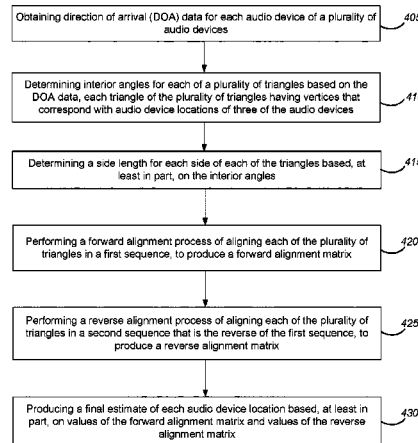 Obtaining direction of arrival (DOA) data for each audio device of a plurality of
audio devices
405
Determining interior angles for each of a plurality of triangles based on the
DOA data, each triangle of the plurality of triangles having vertices that
correspond with audio device locations of three of the audio devices
Determining a side length for each side of each of the triangles based, at
least in part, on the interior angles
Performing a forward alignment process of aligning each of the plurality of
triangles in a first sequence, to produce a forward alignment matrix
420
Performing a reverse alignment process of aligning each of the plurality of
triangles in a second sequence that is the reverse of the first sequence, to
produce a reverse alignment matrix
425
Producing a final estimate of each audio device location based, at least in
part, on values of the forward alignment matrix and values of the reverse
alignment matrix
430